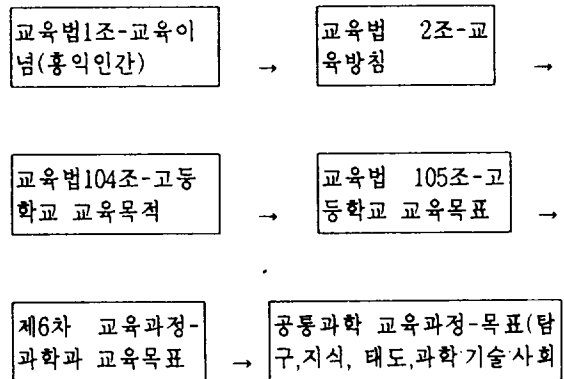 교육법1조-교육이
념(홍익인간)
→
교육법 2조-교
육방침
→
교육법104조-고등
학교 교육목적
→
교육법 105조-고
등학교 교육목표
→
제6차 교육과정-
과학과 교육목표
→
공통과학 교육과정-목표(탐
구,지식, 태도,과학기술사회